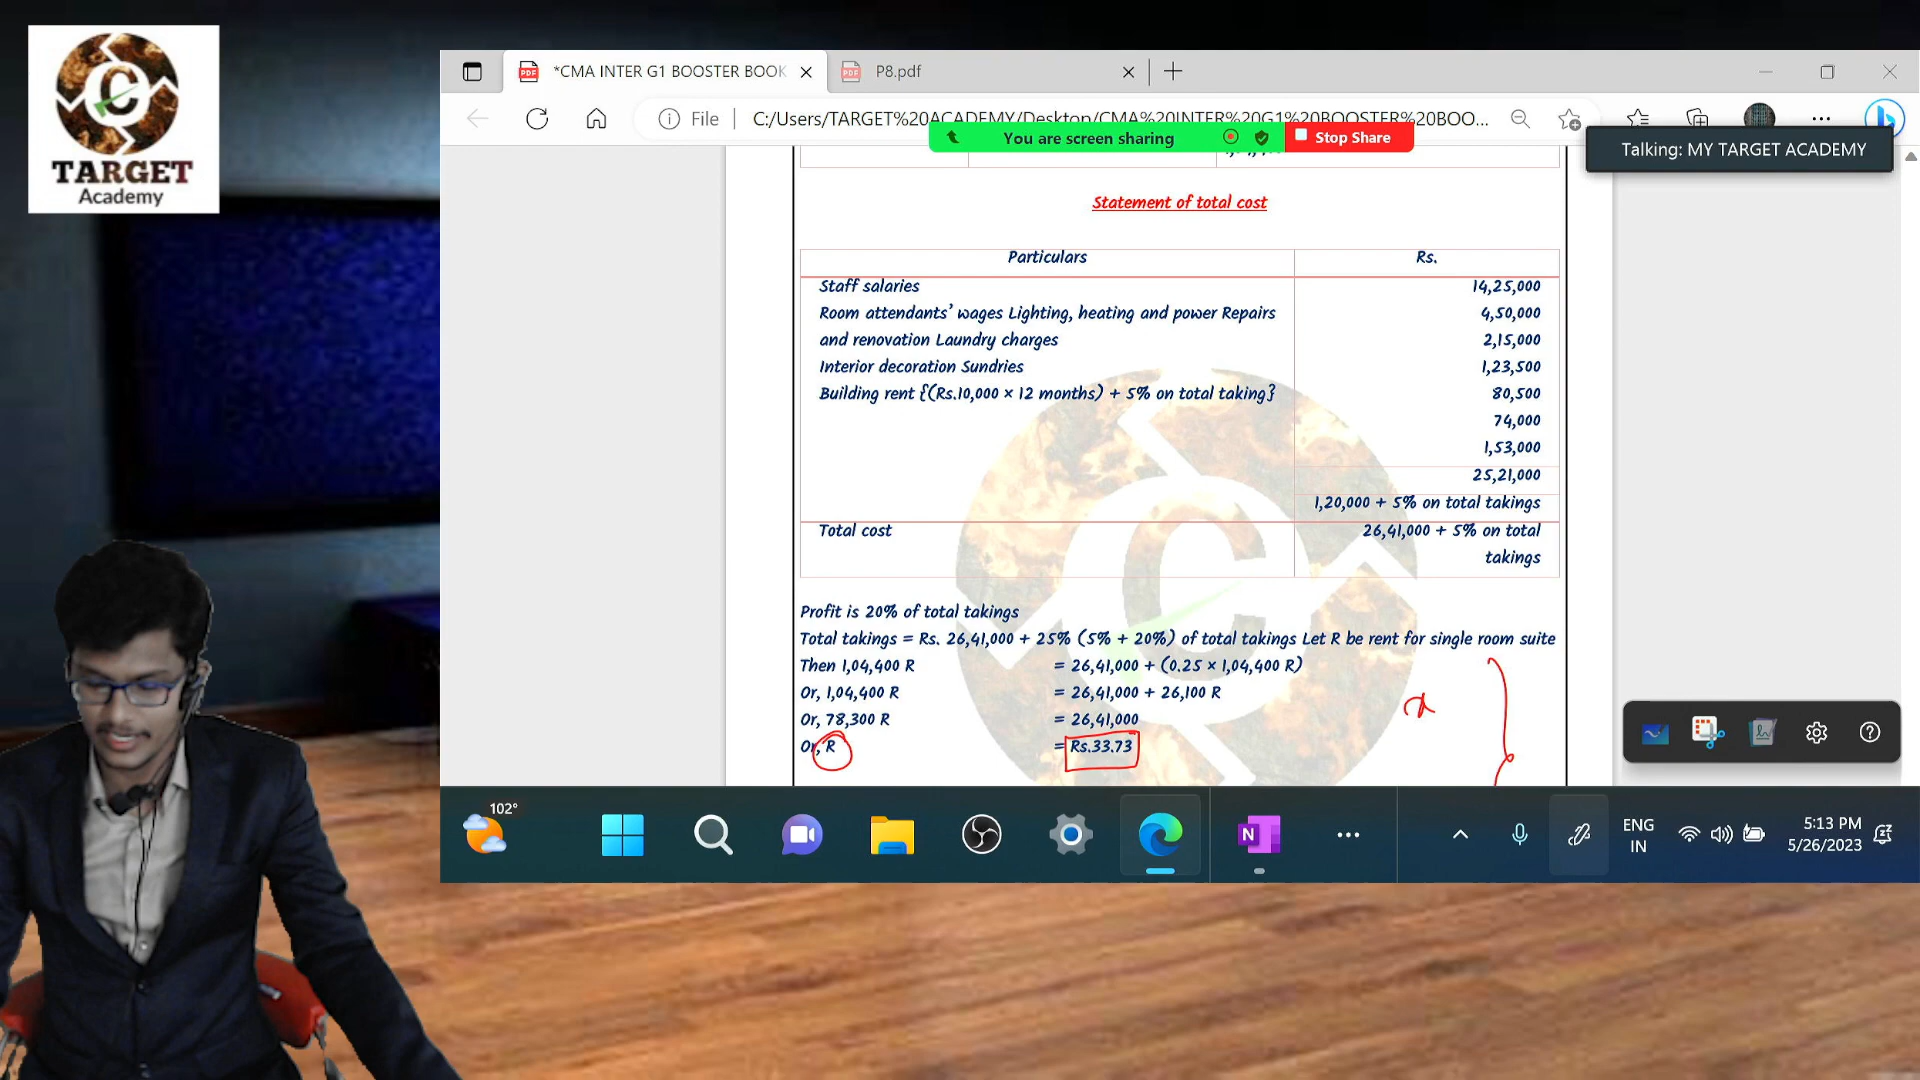 TARGET
Academy
*CMA INTER G1 BOOSTER BOOK
P8.pdf
File
C:/Users/TARGET%20ACADEMY/Desktop/CMA%20INTER%20G1%20BOOSTER%20BOO...
You are screen sharing
Stop Share
Talking: MY TARGET ACADEMY
Statement of total cost
Particulars Rs.
Staff salaries 14,25,000
Room attendants' wages Lighting, heating and power Repairs 4,50,000
and renovation Laundry charges 2,15,000
Interior decoration Sundries 1,23,500
Building rent {(Rs.10,000 × 12 months) + 5% on total taking} 80,500
74,000
1,53,000
25,21,000
1,20,000 + 5% on total takings
Total cost 26,41,000 + 5% on total
takings
Profit is 20% of total takings
Total takings = Rs. 26,41,000 + 25% (5% + 20%) of total takings Let R be rent for single room suite
Then 1,04,400 R = 26,41,000 + (0.25 × 1,04,400 R)
Or, 1,04,400 R = 26,41,000 + 26,100 R
Or, 78,300 R = 26,41,000
Or, R = Rs.33.73
x
102°
ENG
IN
5:13 PM
5/26/2023